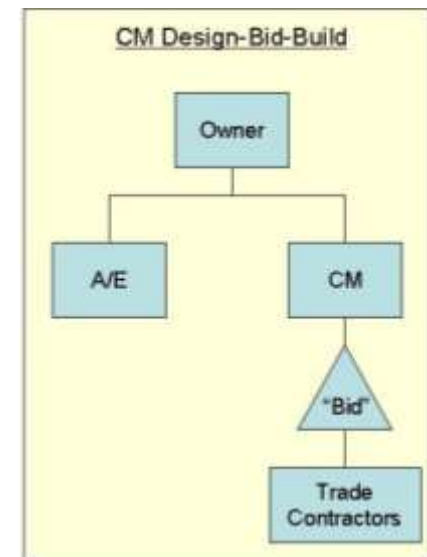 CM Design-Bid-Build
Owner
A/E
CM
"Bid"
Trade
Contractors